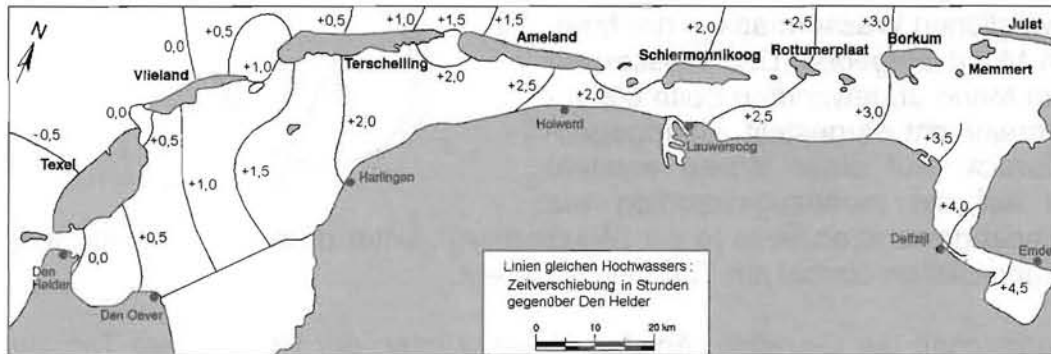 +0,5 +1,0 +1,5 +1,5 +2,0 +2,5 +3,0 Juist
0,0 +0,5 Ameland Borkum
N Schiermonnikoog Rottumerplaat
Vlieland +1,0 Terschelling +2,0 Memmert
+2,5
0,0 +2,0 +2,5 +3,0
-0,5 +0,5 +2,0 Holwerd +3,5
Texel Lauwersoog
+1,0 +1,5 Harlingen
+4,0
+0,5 Delfzijl
Den Helder 0,0 Emden
Linien gleichen Hochwassers :
Zeitverschiebung in Stunden
gegenüber Den Helder
+4,5
Den Oever
0 10 20 km